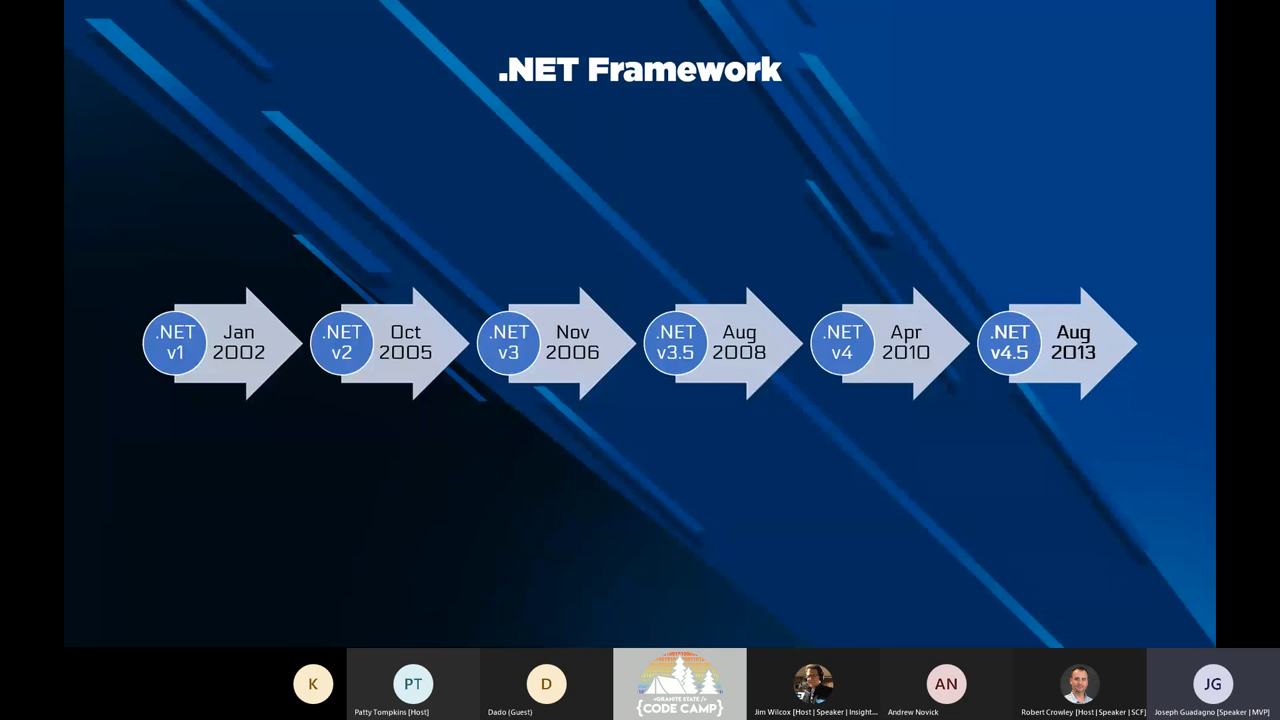 .NET Framework
.NET
v1
Jan
2002
.NET
v2
Oct
2005
.NET
v3
Nov
2006
.NET
v3.5
Aug
2008
.NET
v4
Apr
2010
.NET
v4.5
Aug
2013
K
PT
Patty Tompkins [Host]
D
Dado (Guest)
GRANITE STATE />
{CODE CAMP}
Jim Wilcox [Host | Speaker | Insight...
AN
Andrew Novick
Robert Crowley [Host | Speaker | SCF]
JG
Joseph Guadagno [Speaker | MVP]